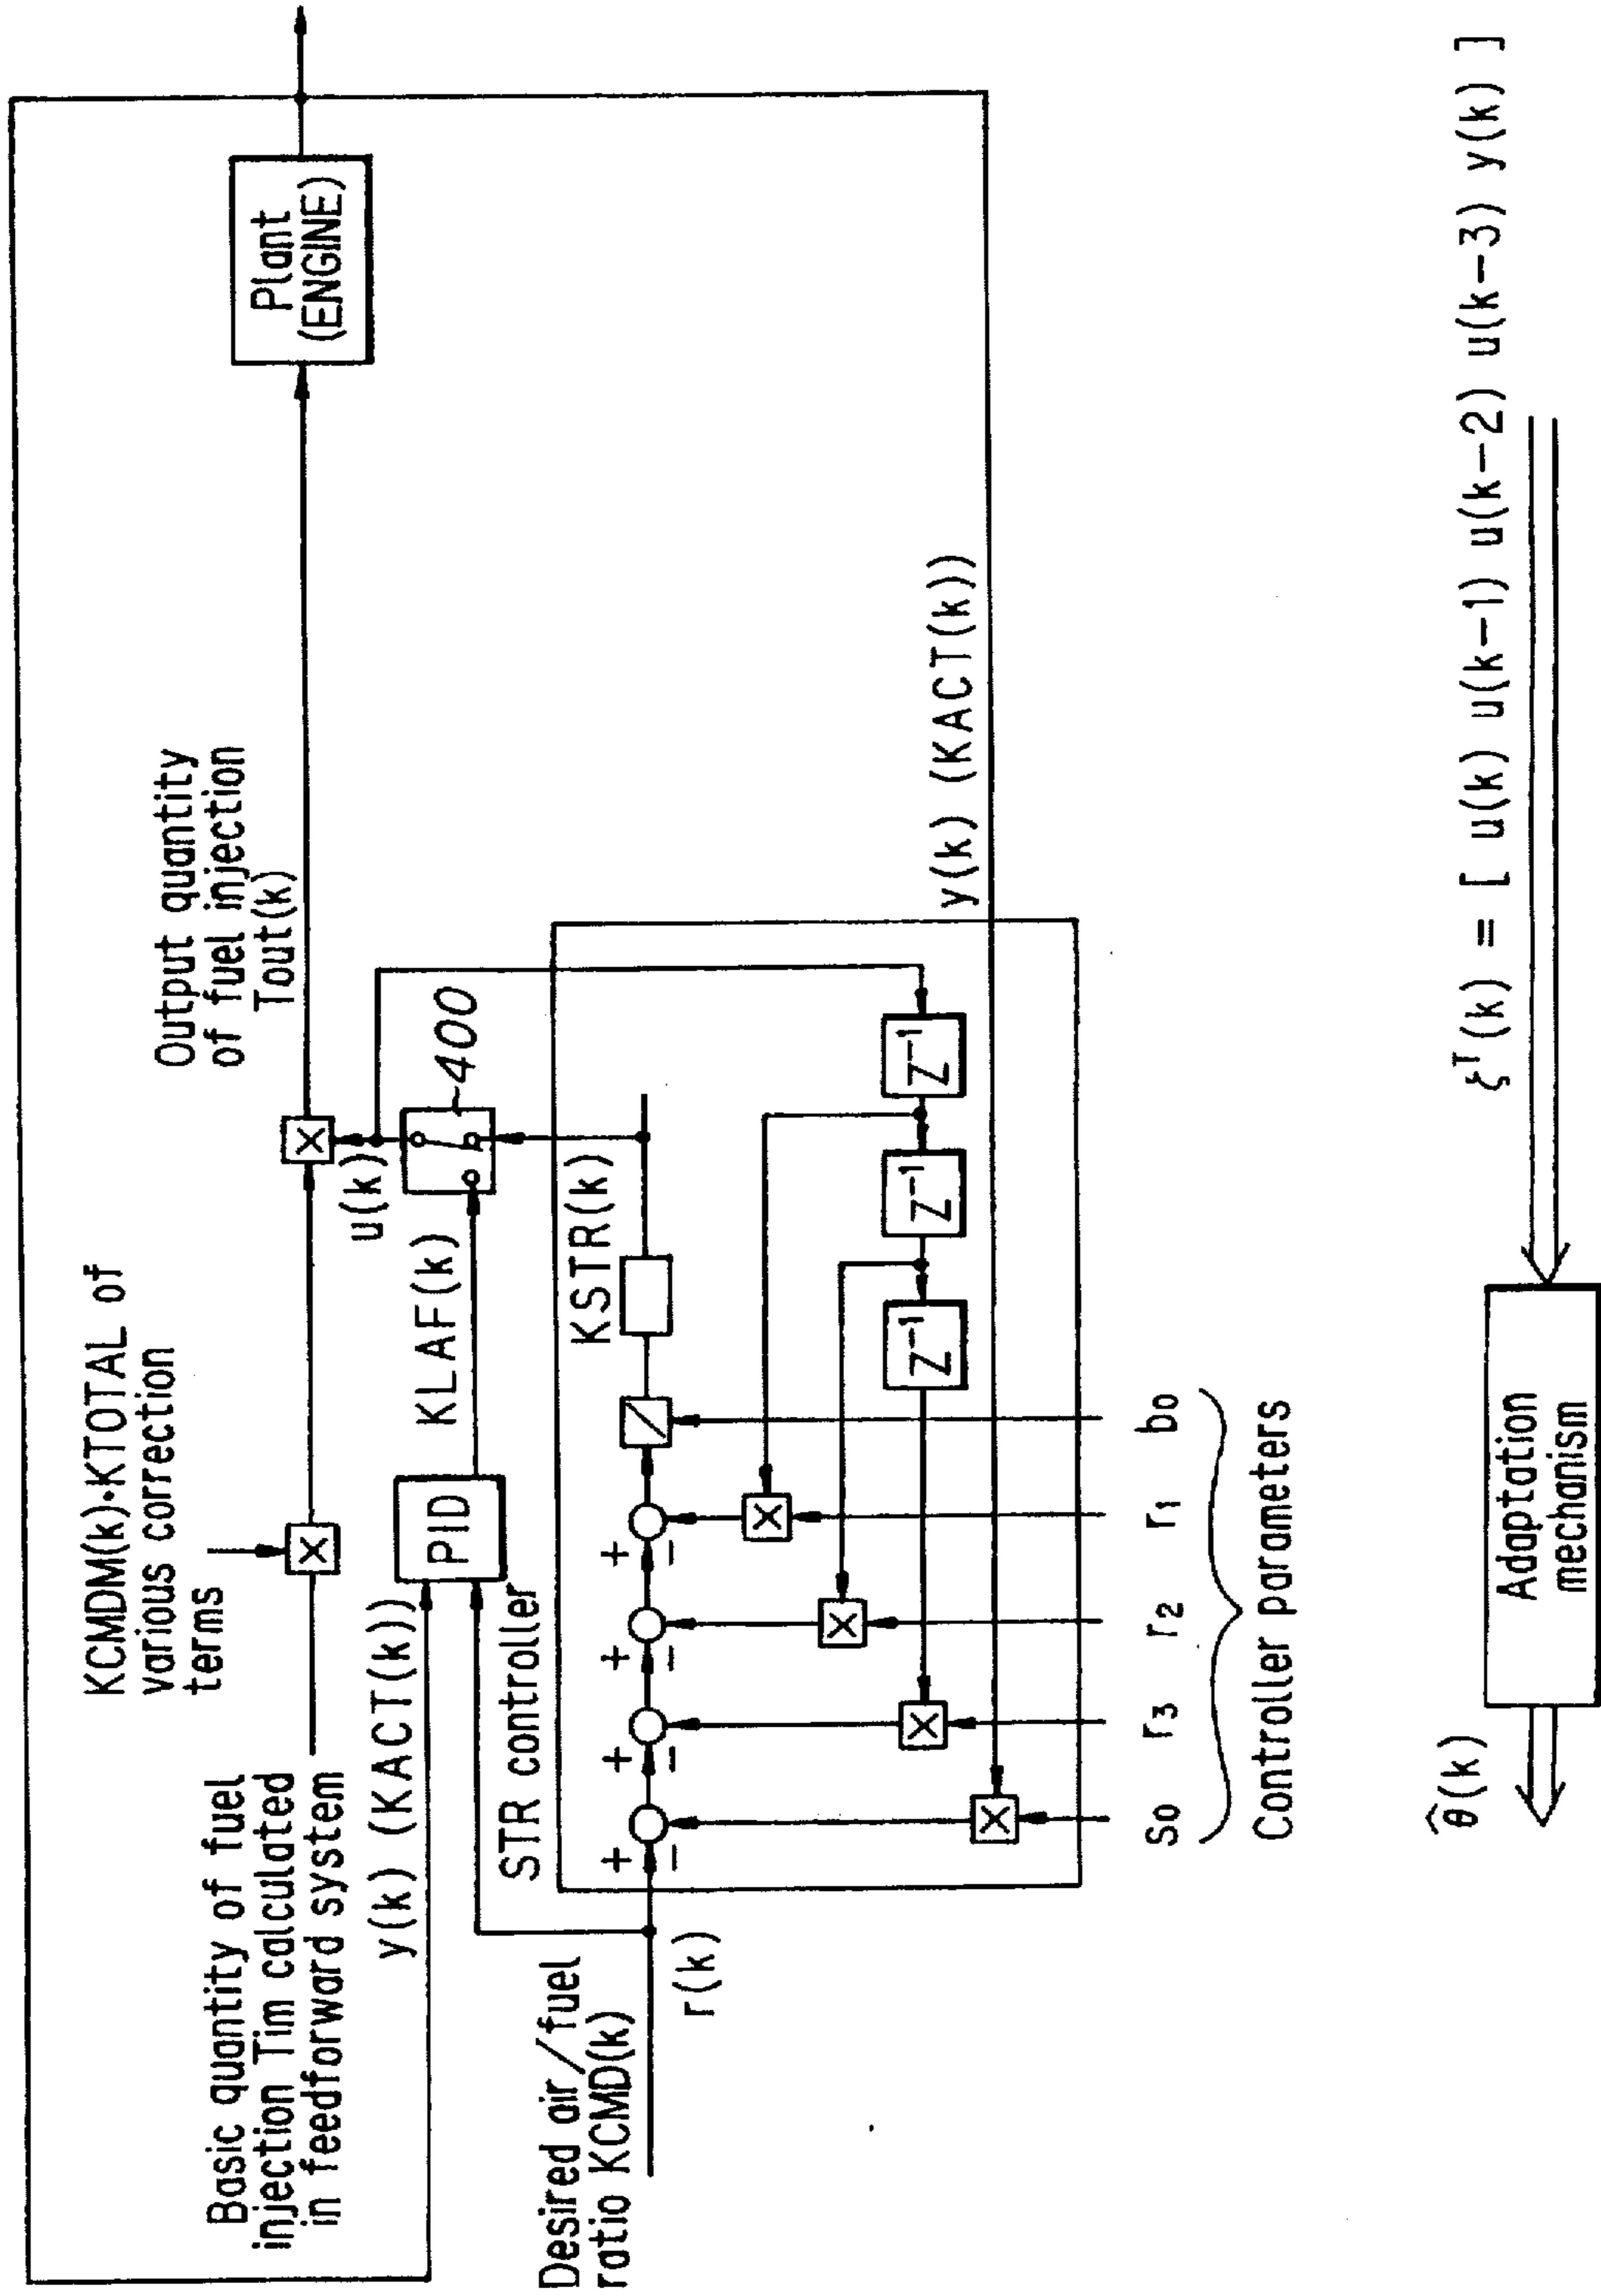 Basic quantity of fuel
injection Tim calculated
in feedforward system
KCMDM(k)·KTOTAL of
various correction
terms
Output quantity
of fuel injection
Tout(k)
Plant
(ENGINE)
×
×
u(k)
~400
y(k) (KACT(k))
PID
KLAF(k)
STR controller
Desired air/fuel
ratio KCMD(k)
r(k)
KSTR(k)
+ + + +
− − − −
×
×
×
×
Z⁻¹
Z⁻¹
Z⁻¹
y(k) (KACT(k))
s0 r3 r2 r1 b0
Controller parameters
θ̂(k)
Adaptation
mechanism
ξᵀ(k) = [ u(k) u(k−1) u(k−2) u(k−3) y(k) ]